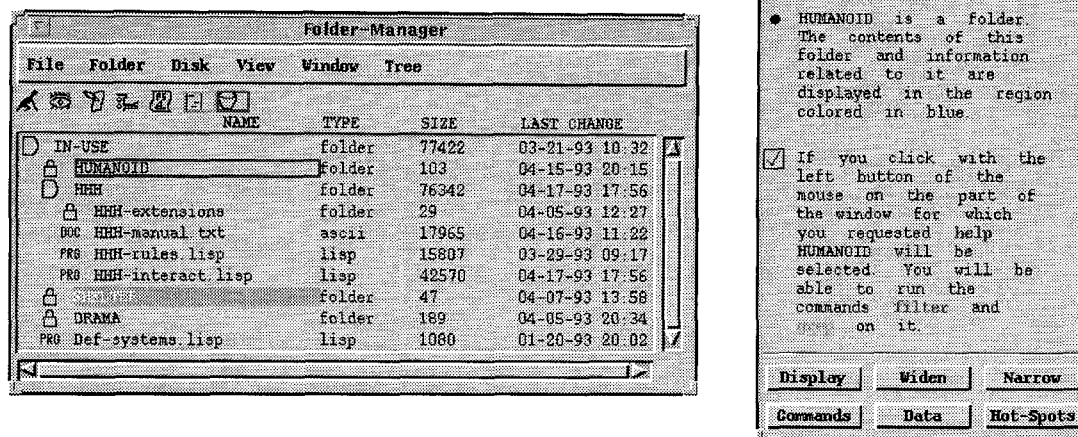 Folder-Manager
File Folder Disk View Window Tree
NAME TYPE SIZE LAST CHANGE
IN-USE folder 77422 03-21-93 10:32
HUMANOID folder 103 04-15-93 20:15
HHH folder 76342 04-17-93 17:56
HHH-extensions folder 29 04-05-93 12:27
DOC HHH-manual.txt ascii 17965 04-16-93 11:22
PRG HHH-rules.lisp lisp 15807 03-29-93 09:17
PRG HHH-interact.lisp lisp 42570 04-17-93 17:56
folder 47 04-07-93 13:58
DRAMA folder 189 04-05-93 20:34
PRG Def-systems.lisp lisp 1080 01-20-93 20:02
● HUMANOID is a folder.
The contents of this
folder and information
related to it are
displayed in the region
colored in blue
If you click with the
left button of the
mouse on the part of
the window for which
you requested help
HUMANOID will be
selected. You will be
able to run the
commands filter and
on it.
Display Widen Narrow
Commands Data Hot-Spots